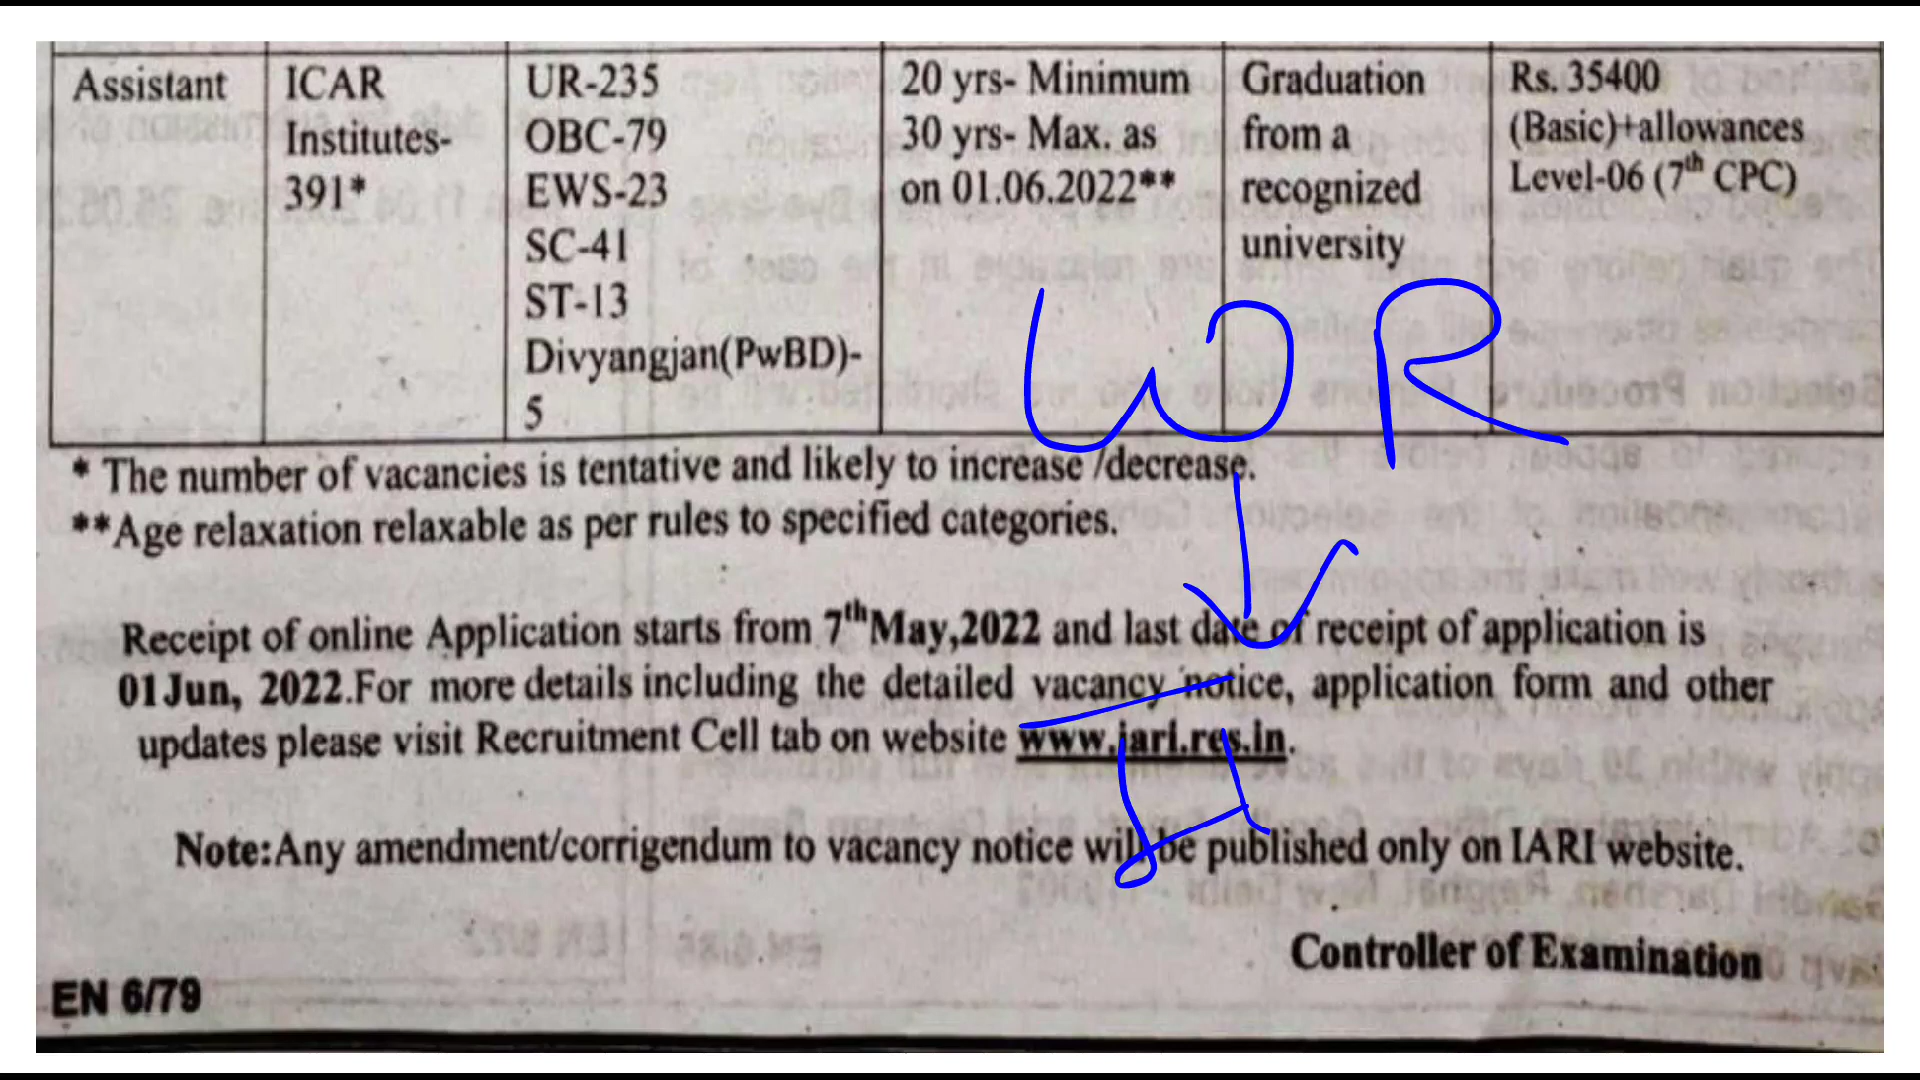 Assistant
ICAR
Institutes-
391*
UR-235
OBC-79
EWS-23
SC-41
ST-13
Divyangjan(PwBD)-
5
20 yrs- Minimum
30 yrs- Max. as
on 01.06.2022**
Graduation
from a
recognized
university
Rs. 35400
(Basic)+allowances
Level-06 (7th CPC)
WR
* The number of vacancies is tentative and likely to increase /decrease.
**Age relaxation relaxable as per rules to specified categories.
Receipt of online Application starts from 7thMay,2022 and last date of receipt of application is
01Jun, 2022.For more details including the detailed vacancy notice, application form and other
updates please visit Recruitment Cell tab on website www.iari.res.in.
Note:Any amendment/corrigendum to vacancy notice will be published only on IARI website.
Controller of Examination
EN 6/79